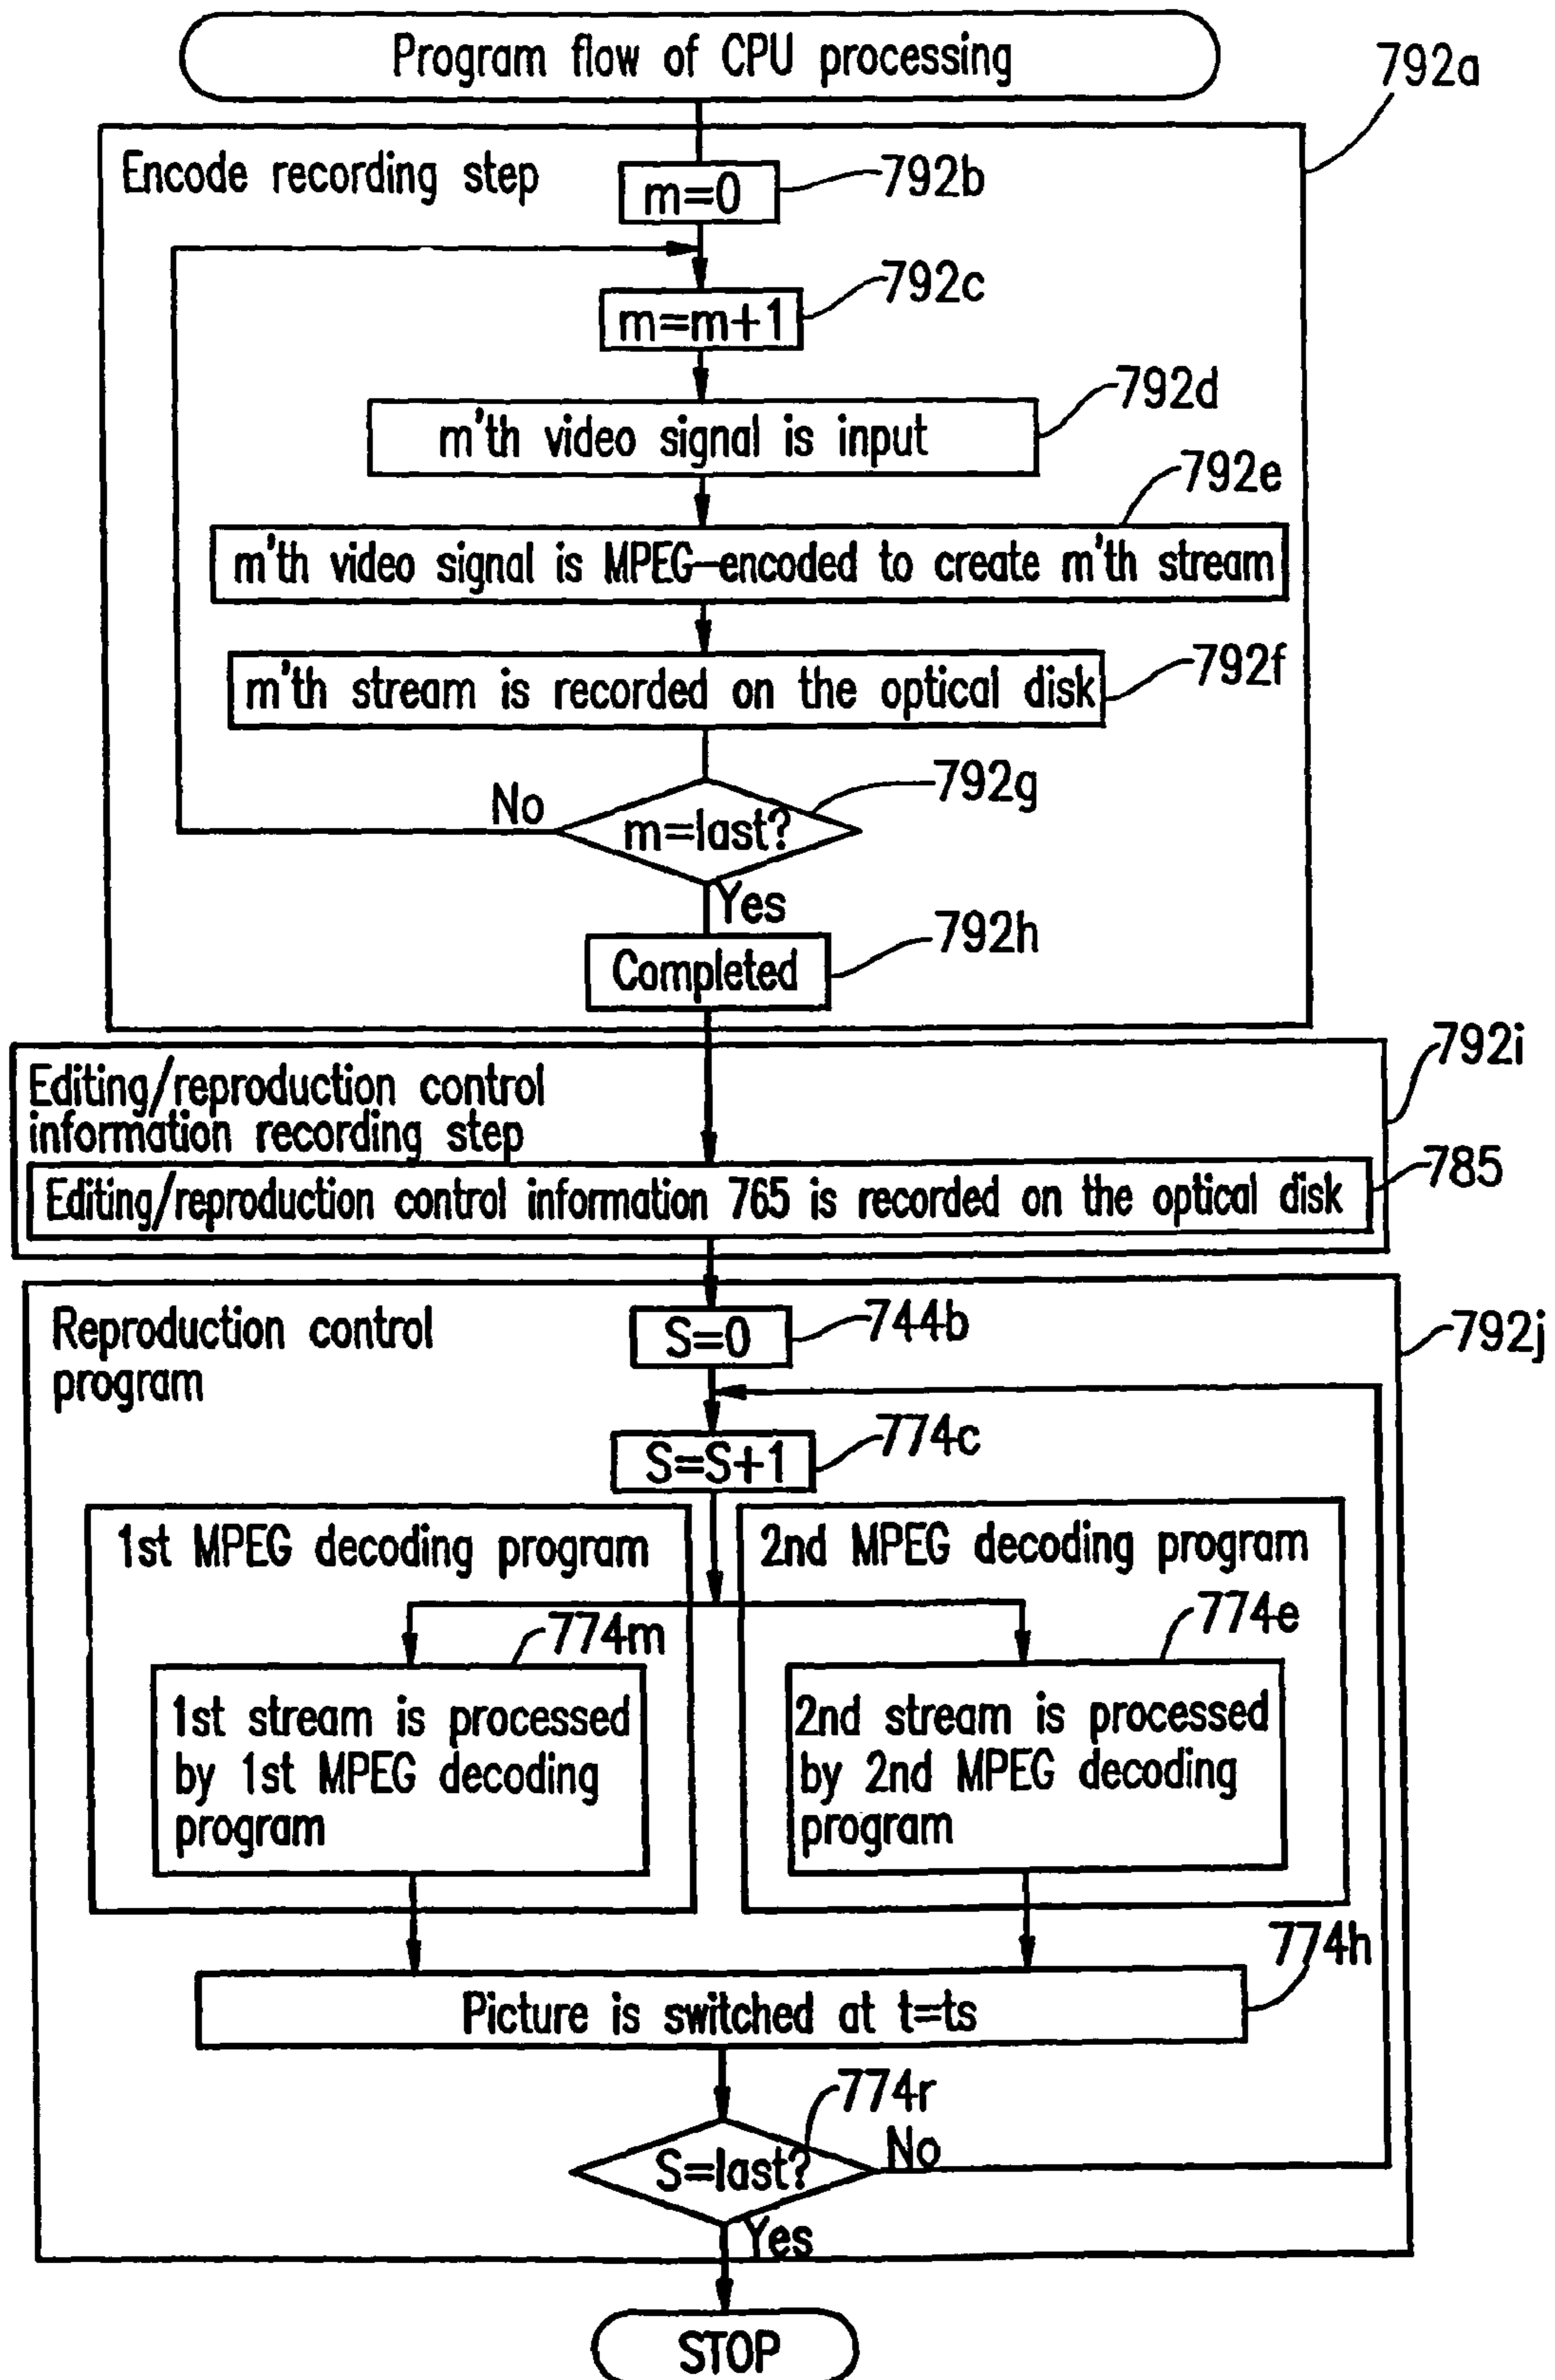 Program flow of CPU processing
792a
Encode recording step
m=0
792b
m=m+1
792c
m'th video signal is input
792d
792e
m'th video signal is MPEG-encoded to create m'th stream
m'th stream is recorded on the optical disk
792f
792g
No
m=last?
Yes
Completed
792h
792i
Editing/reproduction control
information recording step
Editing/reproduction control information 765 is recorded on the optical disk
785
Reproduction control
program
S=0
744b
792j
S=S+1
774c
1st MPEG decoding program
2nd MPEG decoding program
774m
774e
1st stream is processed
by 1st MPEG decoding
program
2nd stream is processed
by 2nd MPEG decoding
program
774h
Picture is switched at t=ts
774r
S=last?
No
Yes
STOP